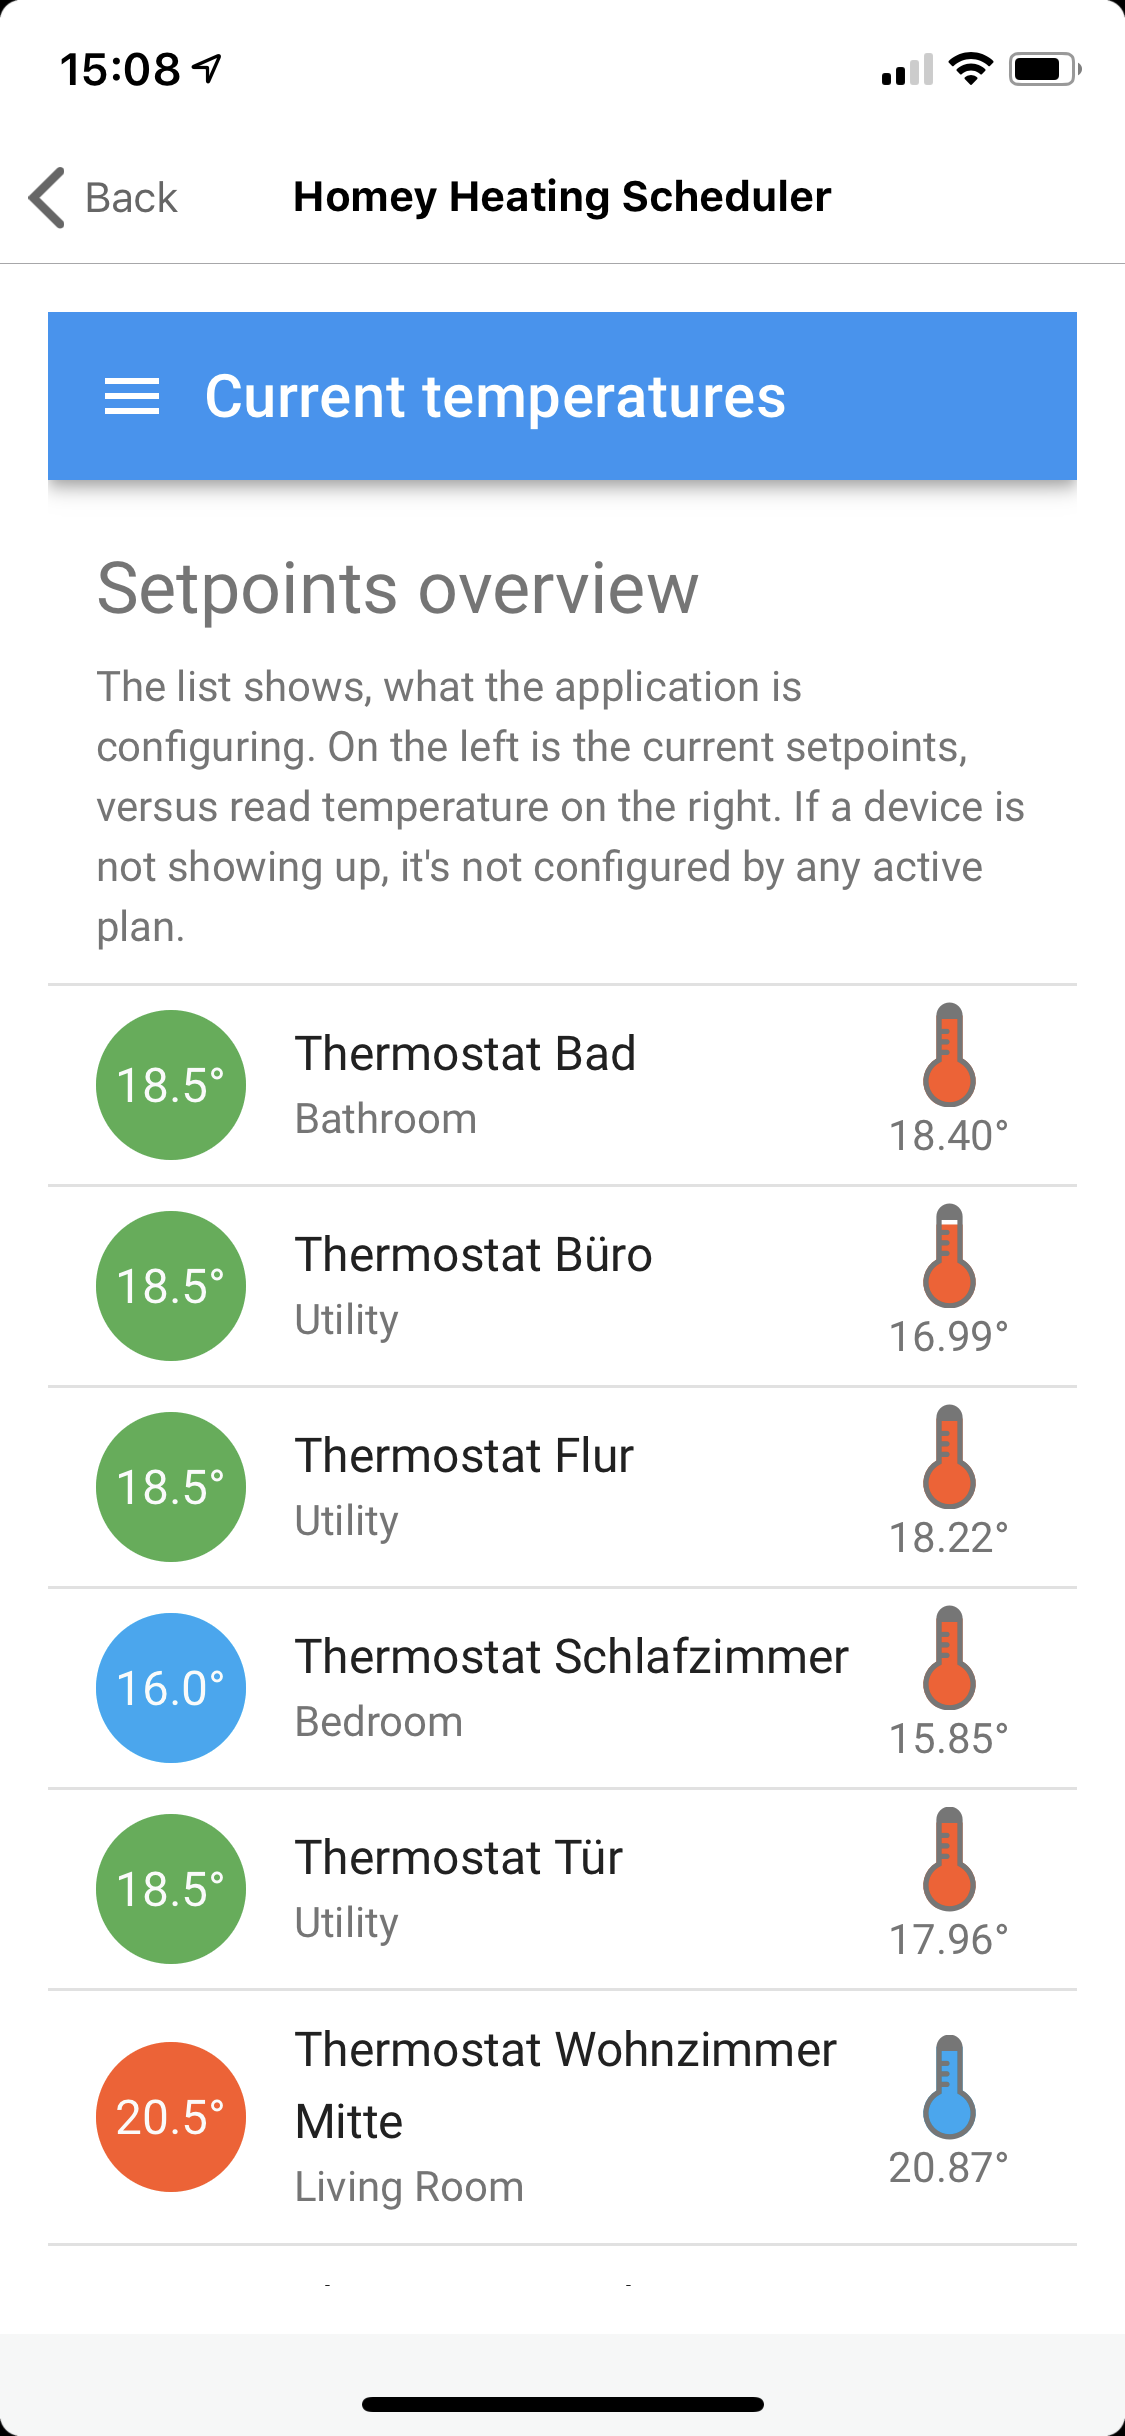 15:08
Back
Homey Heating Scheduler
Current temperatures
Setpoints overview
The list shows, what the application is
configuring. On the left is the current setpoints,
versus read temperature on the right. If a device is
not showing up, it's not configured by any active
plan.
18.5°
Thermostat Bad
Bathroom
18.40°
18.5°
Thermostat Büro
Utility
16.99°
18.5°
Thermostat Flur
Utility
18.22°
16.0°
Thermostat Schlafzimmer
Bedroom
15.85°
18.5°
Thermostat Tür
Utility
17.96°
20.5°
Thermostat Wohnzimmer
Mitte
Living Room
20.87°